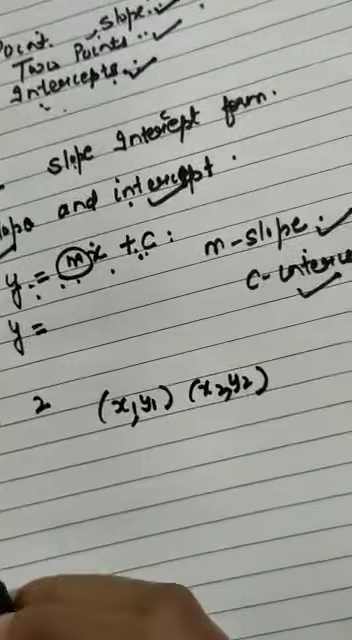 Point. slope.
Two Points
Intercepts.
slope Intercept form.
and intercept.
y = mx + c : m-slope.
y =
2 (x1, y1) (x2, y2)